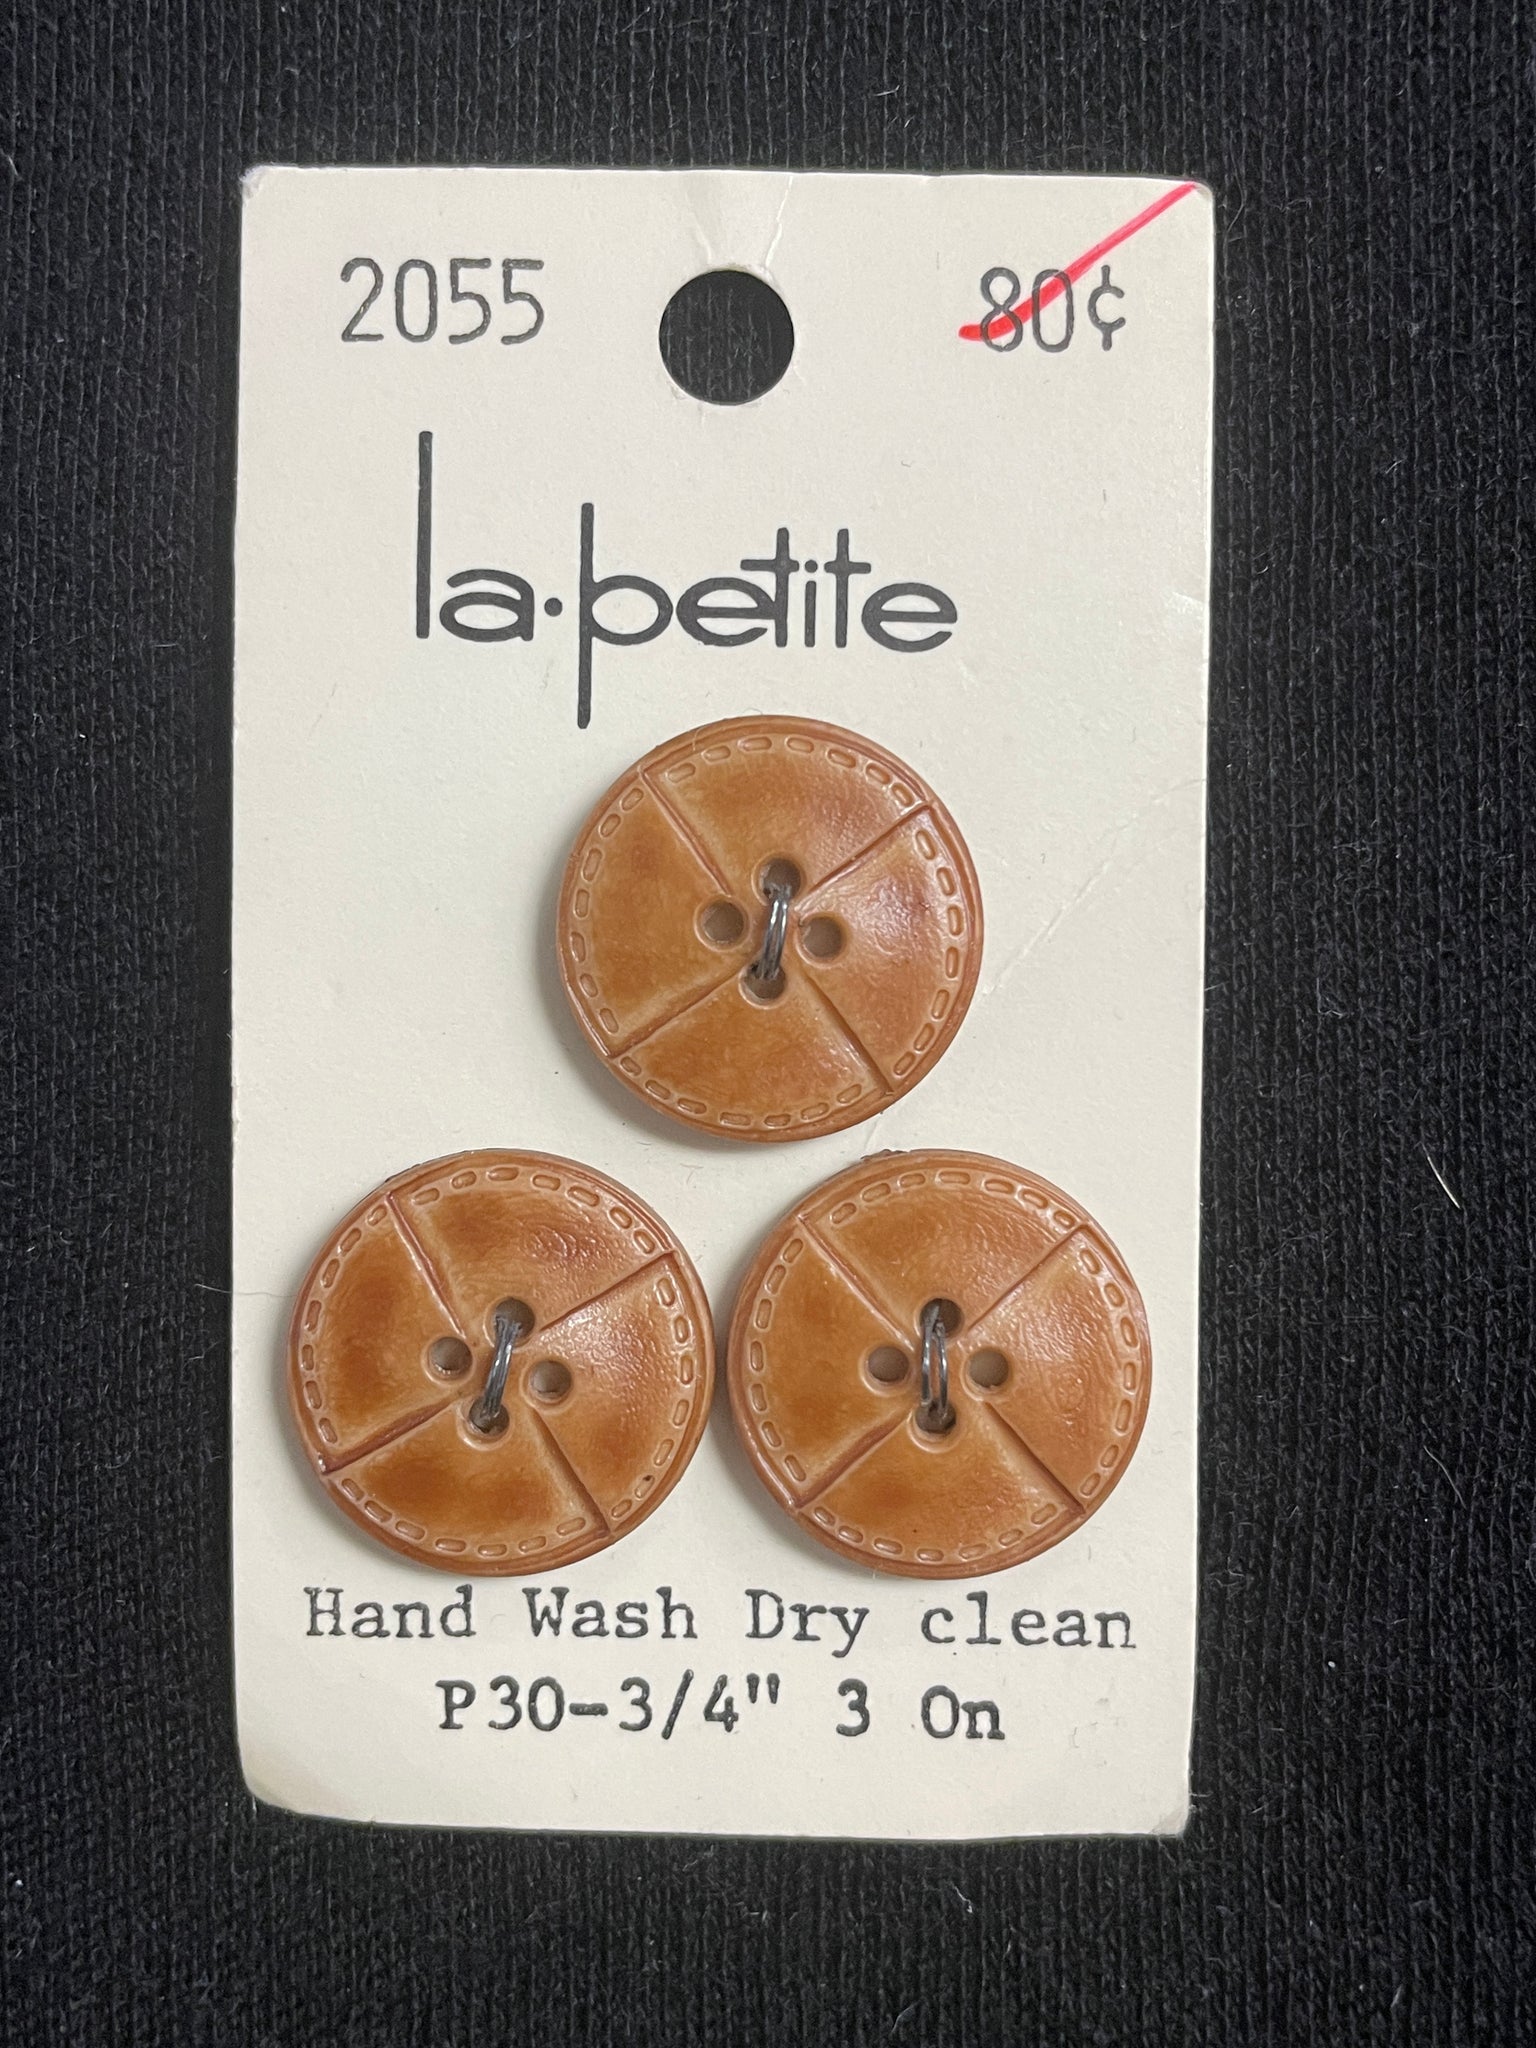 2055 80¢
la·petite
Hand Wash Dry clean
P30-3/4" 3 On